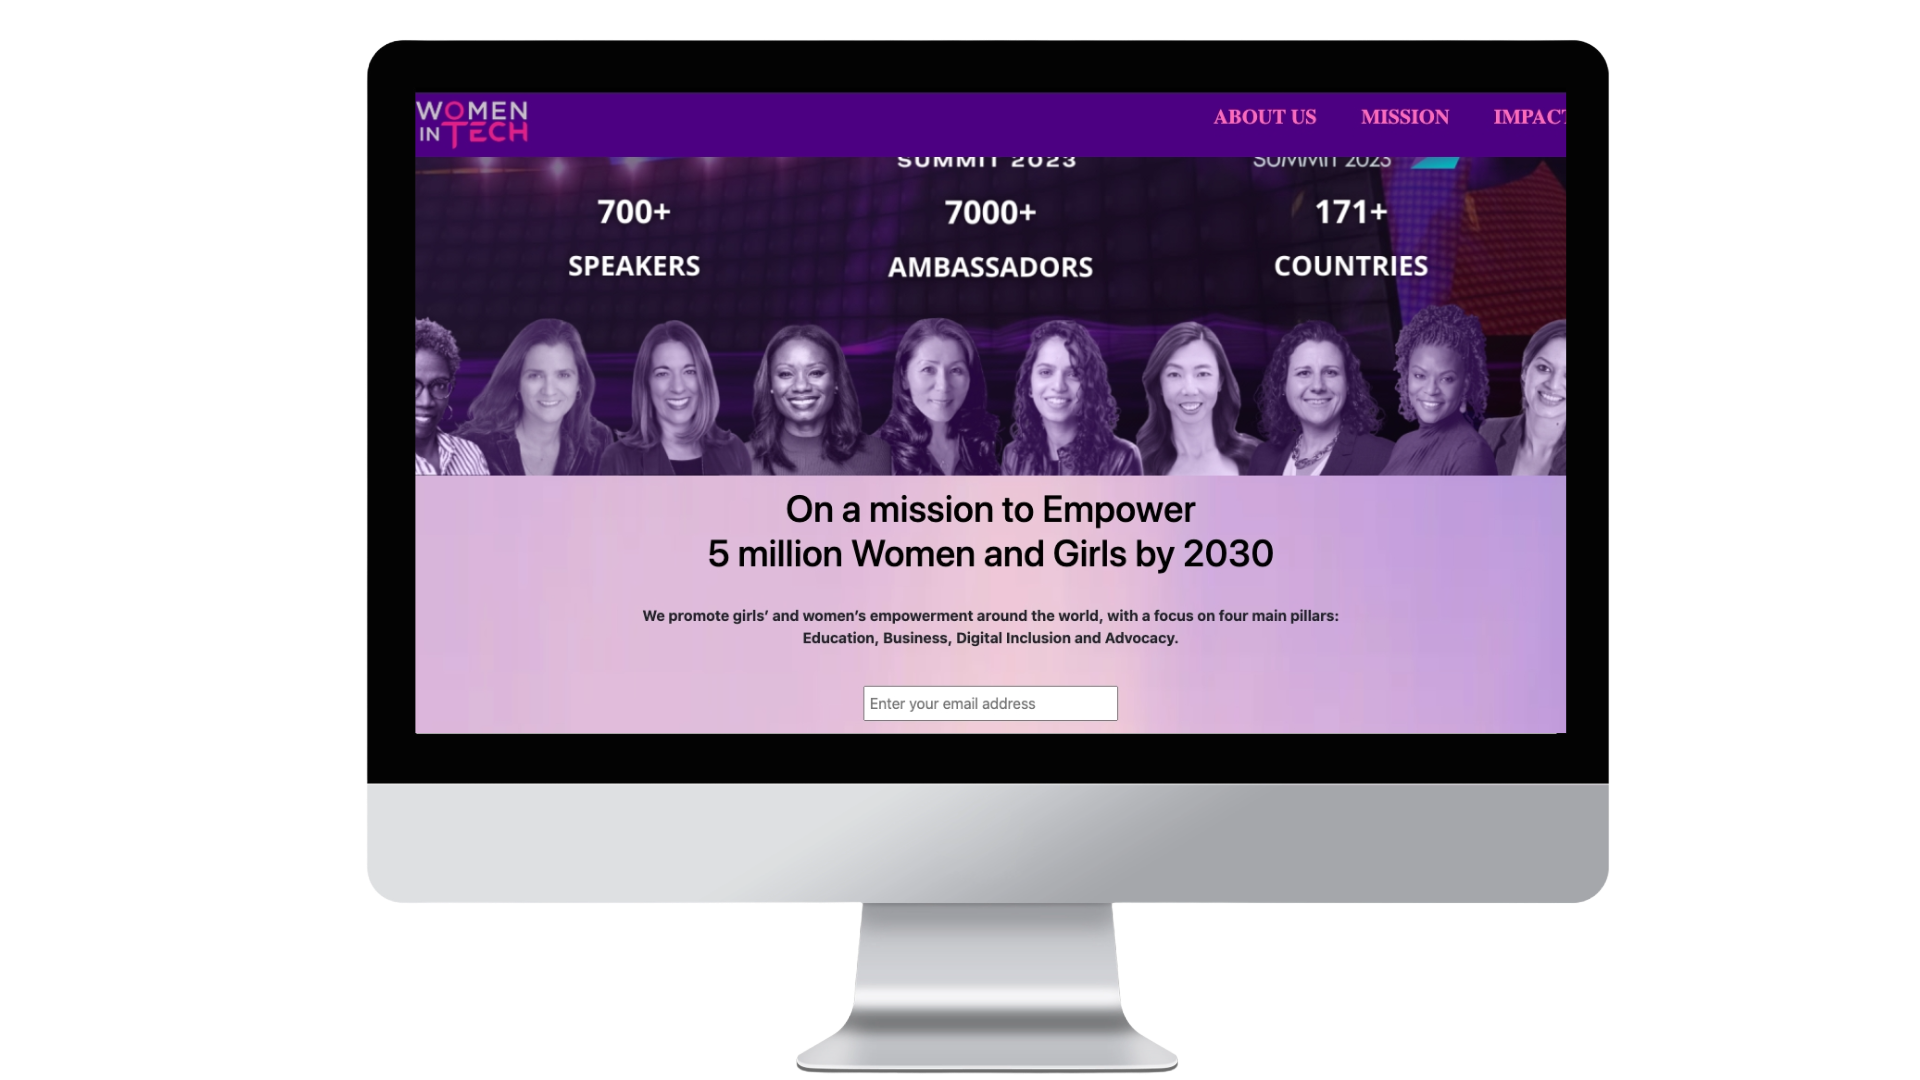 WOMEN
IN TECH
ABOUT US MISSION IMPACT
SUMMIT 2023 SUMMIT 2023
700+ 7000+ 171+
SPEAKERS AMBASSADORS COUNTRIES
On a mission to Empower
5 million Women and Girls by 2030
We promote girls’ and women’s empowerment around the world, with a focus on four main pillars:
Education, Business, Digital Inclusion and Advocacy.
Enter your email address